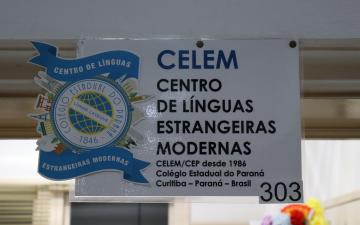 CENTRO DE LÍNGUAS
COLÉGIO ESTADUAL DO PARANÁ
1846
ESTRANGEIRAS MODERNAS
CELEM
CENTRO
DE LÍNGUAS
ESTRANGEIRAS
MODERNAS
CELEM/CEP desde 1986
Colégio Estadual do Paraná
Curitiba – Paraná – Brasil
303